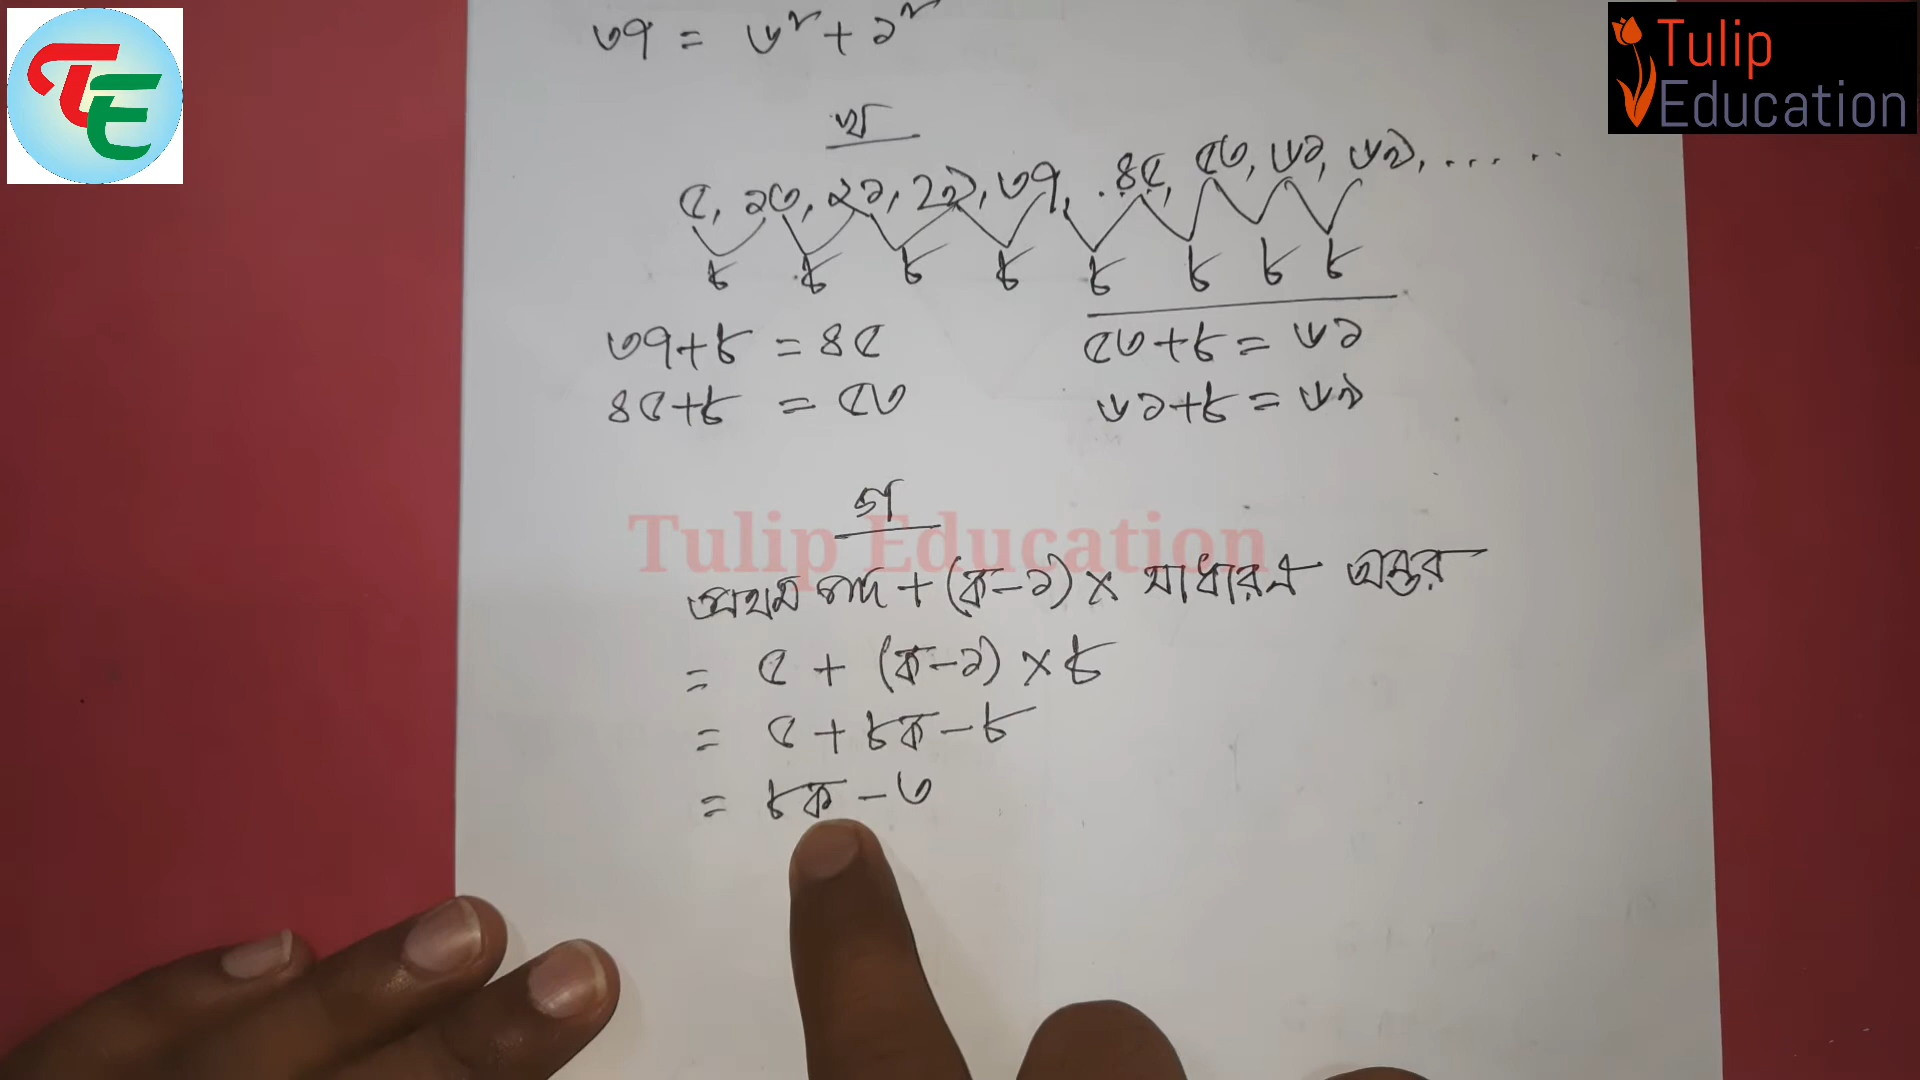 TE
Tulip
Education
৩৭ = ৬² + ১²
খ
৫, ১৩, ২১, ২৯, ৩৭, ৪৫, ৫৩, ৬১, ৬৯, .....
৮ ৮ ৮ ৮ ৮ ৮ ৮ ৮
৩৭+৮ = ৪৫
৫৩+৮ = ৬১
৪৫+৮ = ৫৩
৬১+৮ = ৬৯
গ
Tulip Education
প্রথম পদ + (ক-১) × সাধারণ অন্তর
= ৫ + (ক-১) × ৮
= ৫ + ৮ক - ৮
= ৮ক - ৩